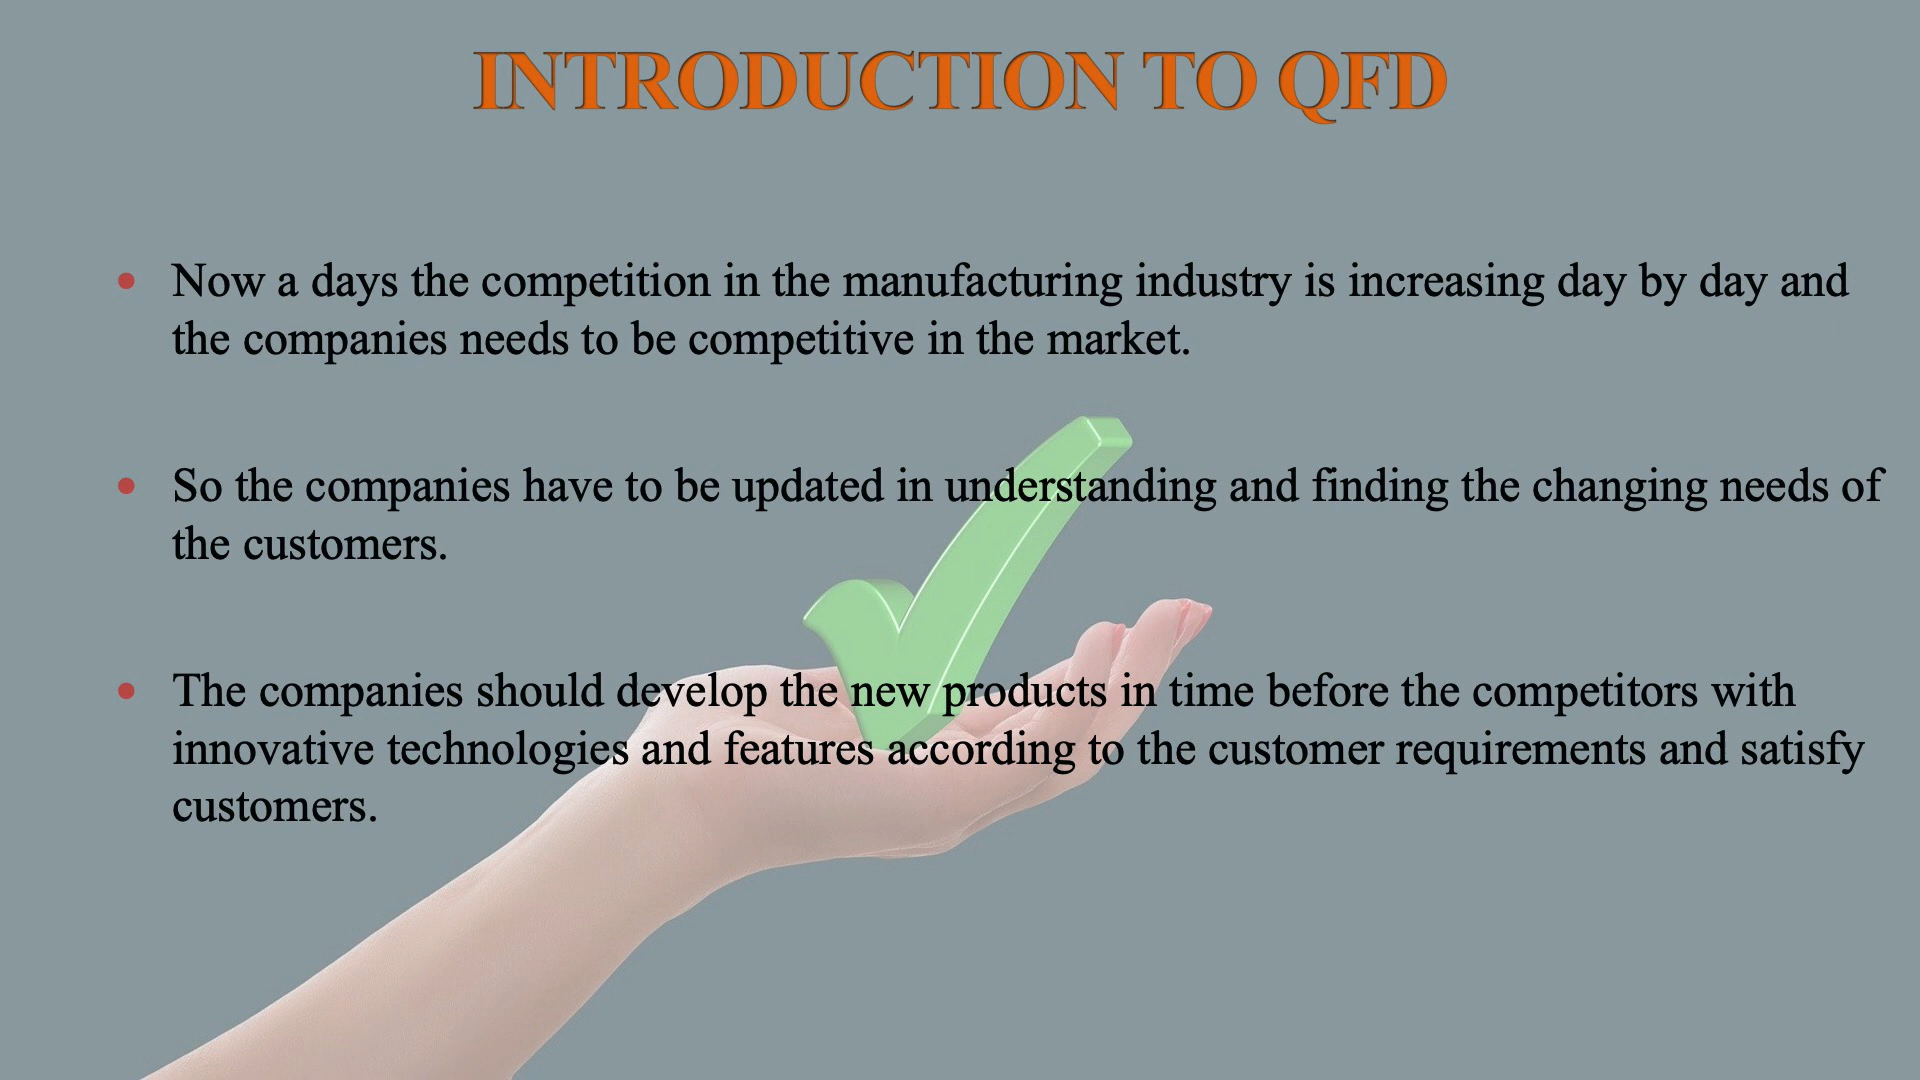 INTRODUCTION TO QFD
• Now a days the competition in the manufacturing industry is increasing day by day and
the companies needs to be competitive in the market.
• So the companies have to be updated in understanding and finding the changing needs of
the customers.
• The companies should develop the new products in time before the competitors with
innovative technologies and features according to the customer requirements and satisfy
customers.